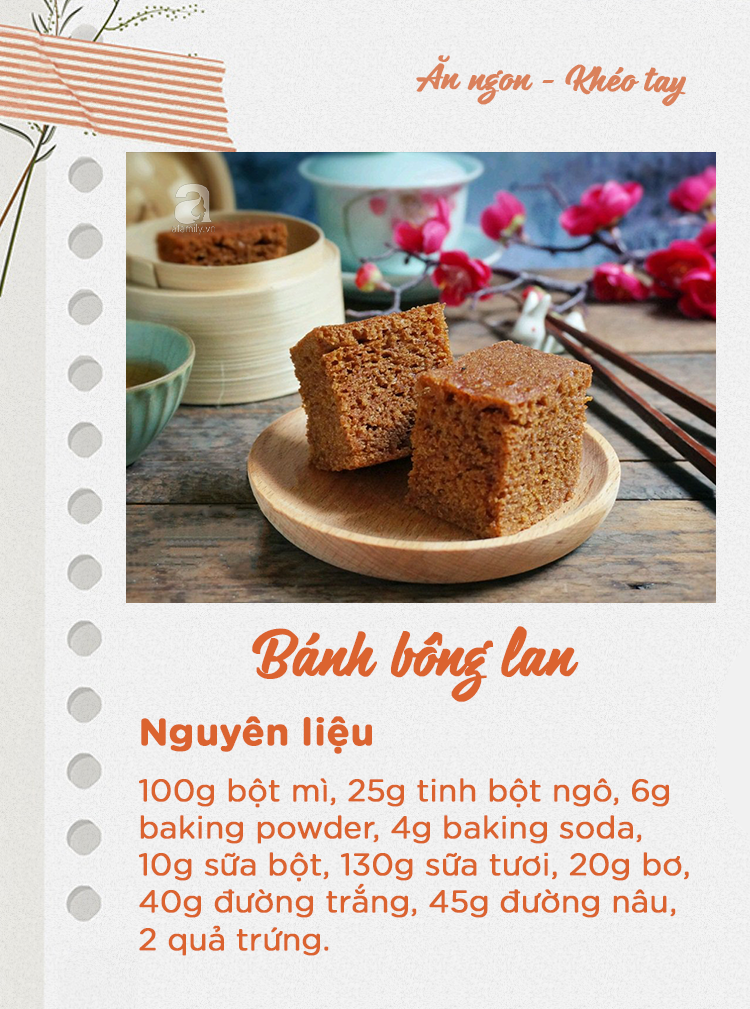 Ăn ngon - Khéo tay
a
afamily.vn
Bánh bông lan
Nguyên liệu
100g bột mì, 25g tinh bột ngô, 6g
baking powder, 4g baking soda,
10g sữa bột, 130g sữa tươi, 20g bơ,
40g đường trắng, 45g đường nâu,
2 quả trứng.